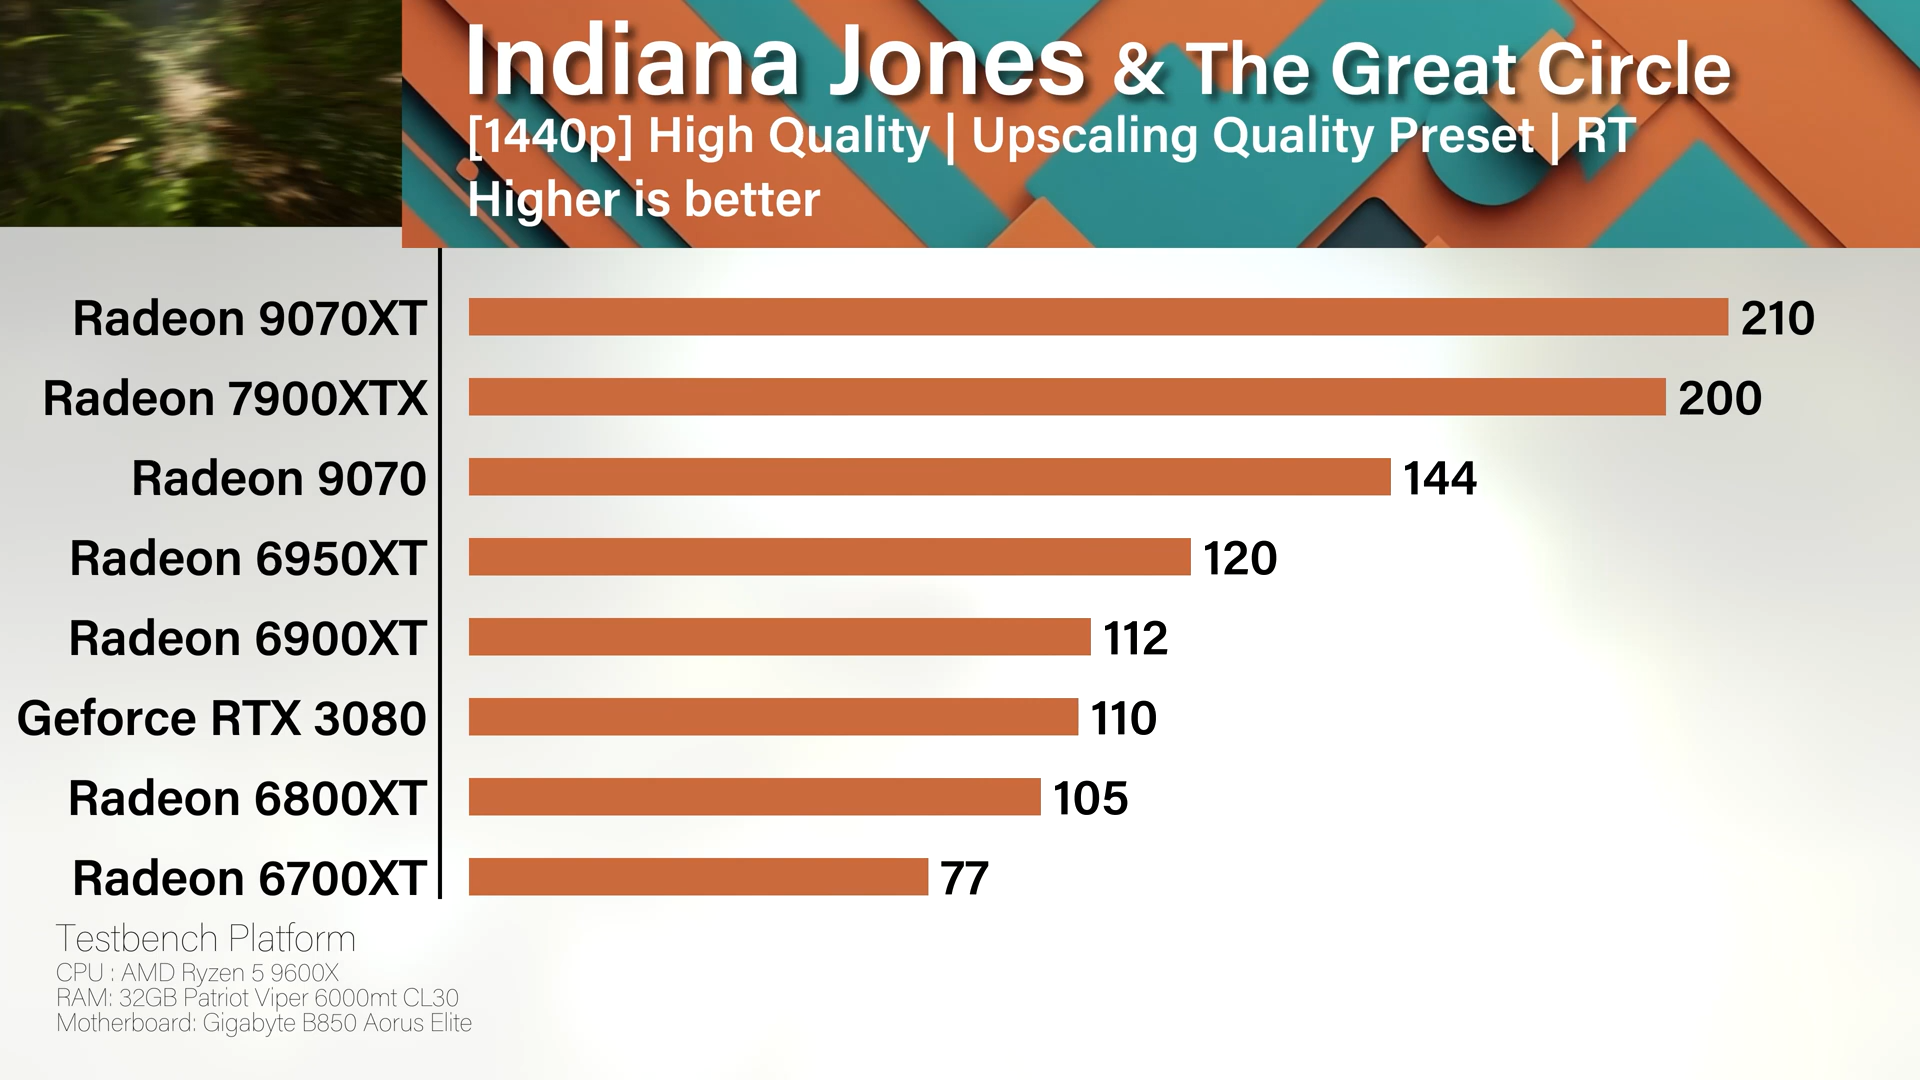 Indiana Jones & The Great Circle
[1440p] High Quality | Upscaling Quality Preset | RT
Higher is better
Radeon 9070XT 210
Radeon 7900XTX 200
Radeon 9070 144
Radeon 6950XT 120
Radeon 6900XT 112
Geforce RTX 3080 110
Radeon 6800XT 105
Radeon 6700XT 77
Testbench Platform
CPU : AMD Ryzen 5 9600X
RAM: 32GB Patriot Viper 6000mt CL30
Motherboard: Gigabyte B850 Aorus Elite